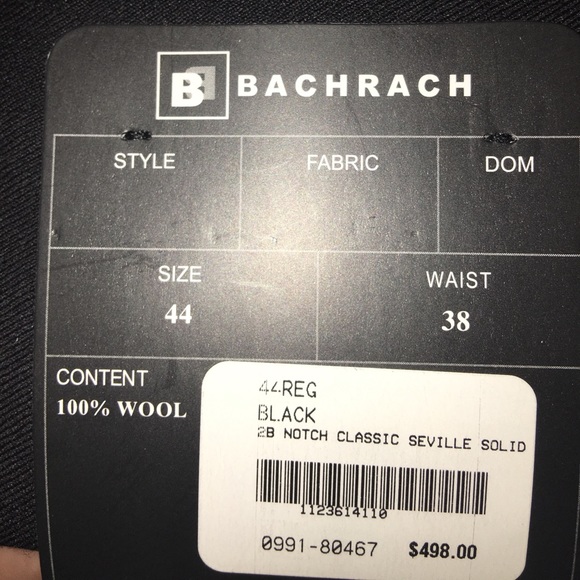 B BACHRACH
STYLE FABRIC DOM
SIZE WAIST
44 38
CONTENT
100% WOOL
44REG
BLACK
2B NOTCH CLASSIC SEVILLE SOLID
1123614110
0991-80467 $498.00